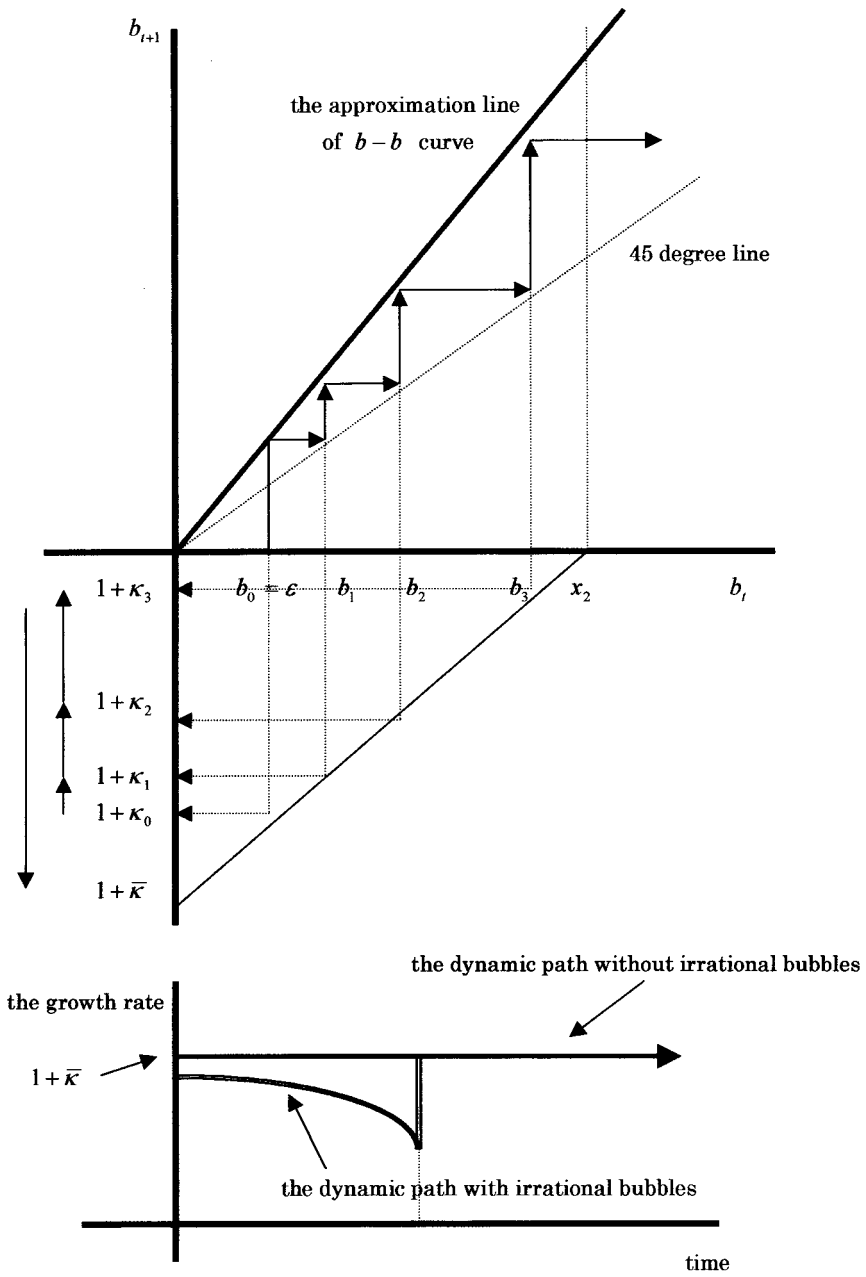 b_{t+1}
the approximation line
of b − b curve
45 degree line
1+κ_3 b_0 = ε b_1 b_2 b_3 x_2 b_t
1+κ_2
1+κ_1
1+κ_0
1+κ̄
the dynamic path without irrational bubbles
the growth rate
1+κ̄
the dynamic path with irrational bubbles
time